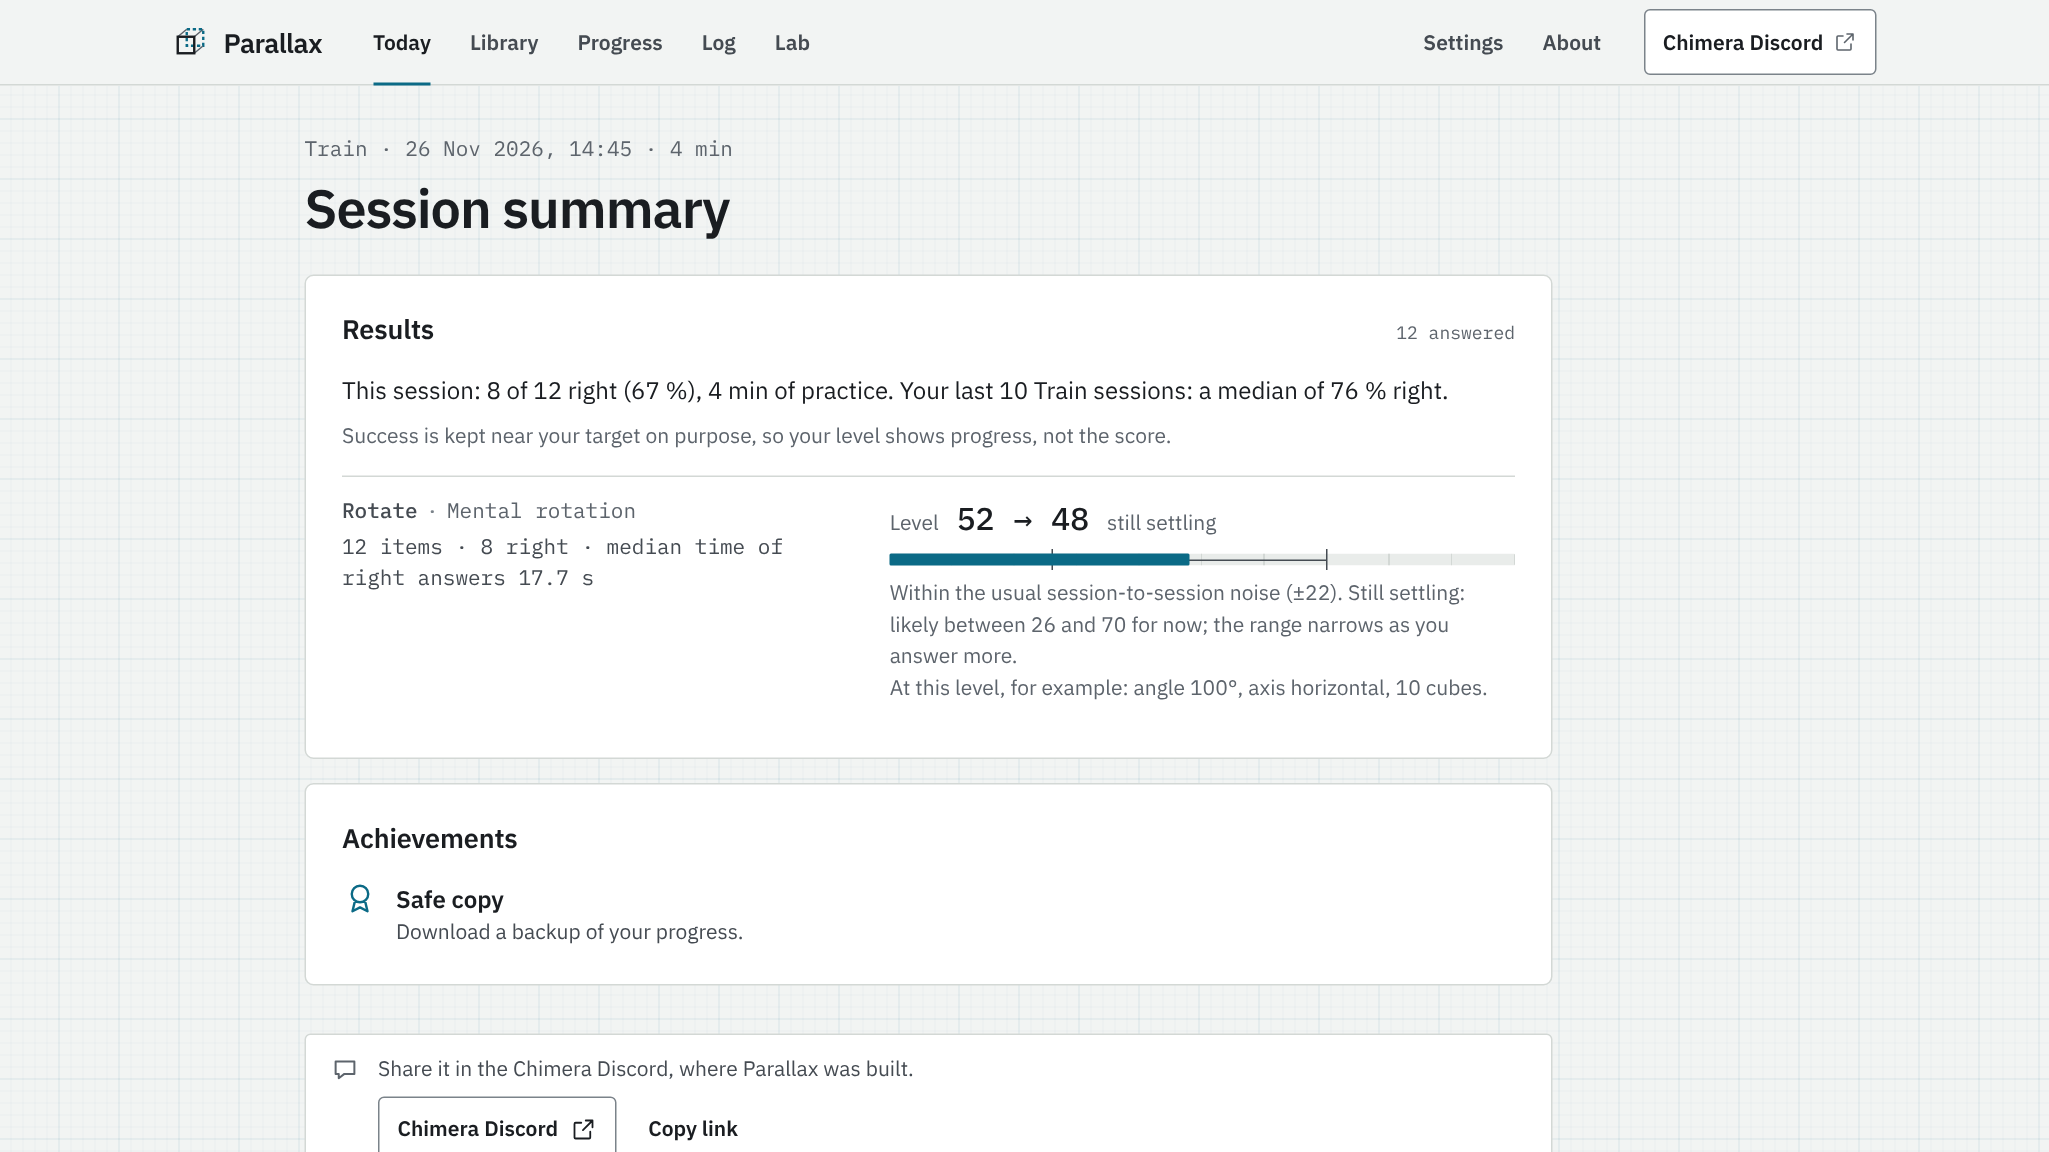 Parallax
Today
Library
Progress
Log
Lab
Settings
About
Chimera Discord
Train · 26 Nov 2026, 14:45 · 4 min
Session summary
Results
12 answered
This session: 8 of 12 right (67 %), 4 min of practice. Your last 10 Train sessions: a median of 76 % right.
Success is kept near your target on purpose, so your level shows progress, not the score.
Rotate · Mental rotation
12 items · 8 right · median time of
right answers 17.7 s
Level 52 → 48 still settling
Within the usual session-to-session noise (±22). Still settling:
likely between 26 and 70 for now; the range narrows as you
answer more.
At this level, for example: angle 100°, axis horizontal, 10 cubes.
Achievements
Safe copy
Download a backup of your progress.
Share it in the Chimera Discord, where Parallax was built.
Chimera Discord
Copy link